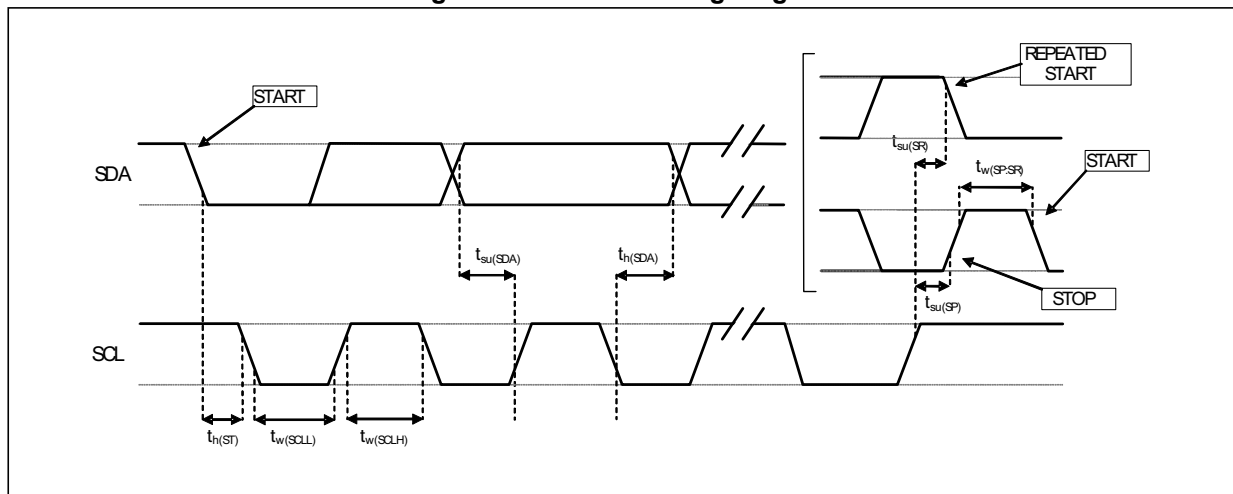 REPEATED
START
START
t_su(SR)
t_w(SP:SR)
START
SDA
t_su(SDA)
t_h(SDA)
t_su(SP)
STOP
SCL
t_h(ST)
t_w(SCLL)
t_w(SCLH)